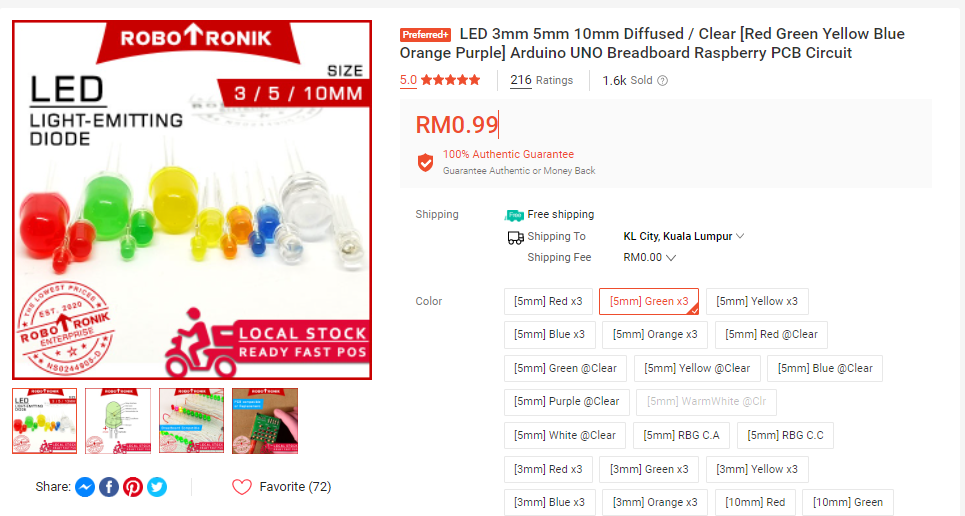 ROBOTRONIK
SIZE
3 / 5 / 10MM
LED
LIGHT-EMITTING
DIODE
THE LOWEST PRICES
EST. 2020
ROBOTRONIK
ENTERPRISE
LOCAL STOCK
READY FAST POS
Share:
Favorite (72)
Preferred+ LED 3mm 5mm 10mm Diffused / Clear [Red Green Yellow Blue
Orange Purple] Arduino UNO Breadboard Raspberry PCB Circuit
5.0 216 Ratings 1.6k Sold ?
RM0.99
100% Authentic Guarantee
Guarantee Authentic or Money Back
Shipping
Free Free shipping
Shipping To KL City, Kuala Lumpur
Shipping Fee RM0.00
Color
[5mm] Red x3 [5mm] Green x3 [5mm] Yellow x3
[5mm] Blue x3 [5mm] Orange x3 [5mm] Red @Clear
[5mm] Green @Clear [5mm] Yellow @Clear [5mm] Blue @Clear
[5mm] Purple @Clear [5mm] WarmWhite @Clr
[5mm] White @Clear [5mm] RBG C.A [5mm] RBG C.C
[3mm] Red x3 [3mm] Green x3 [3mm] Yellow x3
[3mm] Blue x3 [3mm] Orange x3 [10mm] Red [10mm] Green